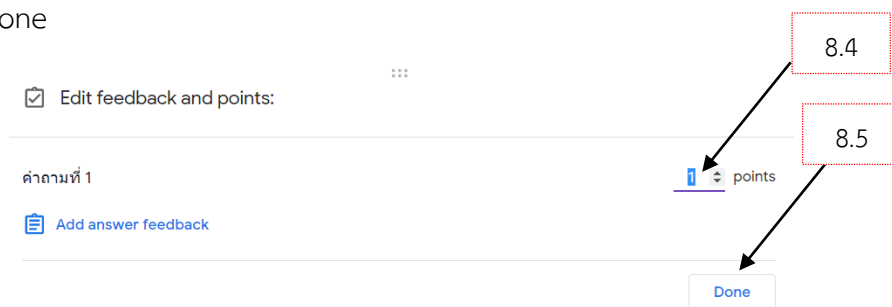 one
8.4
Edit feedback and points:
8.5
คำถามที่ 1
1 points
Add answer feedback
Done